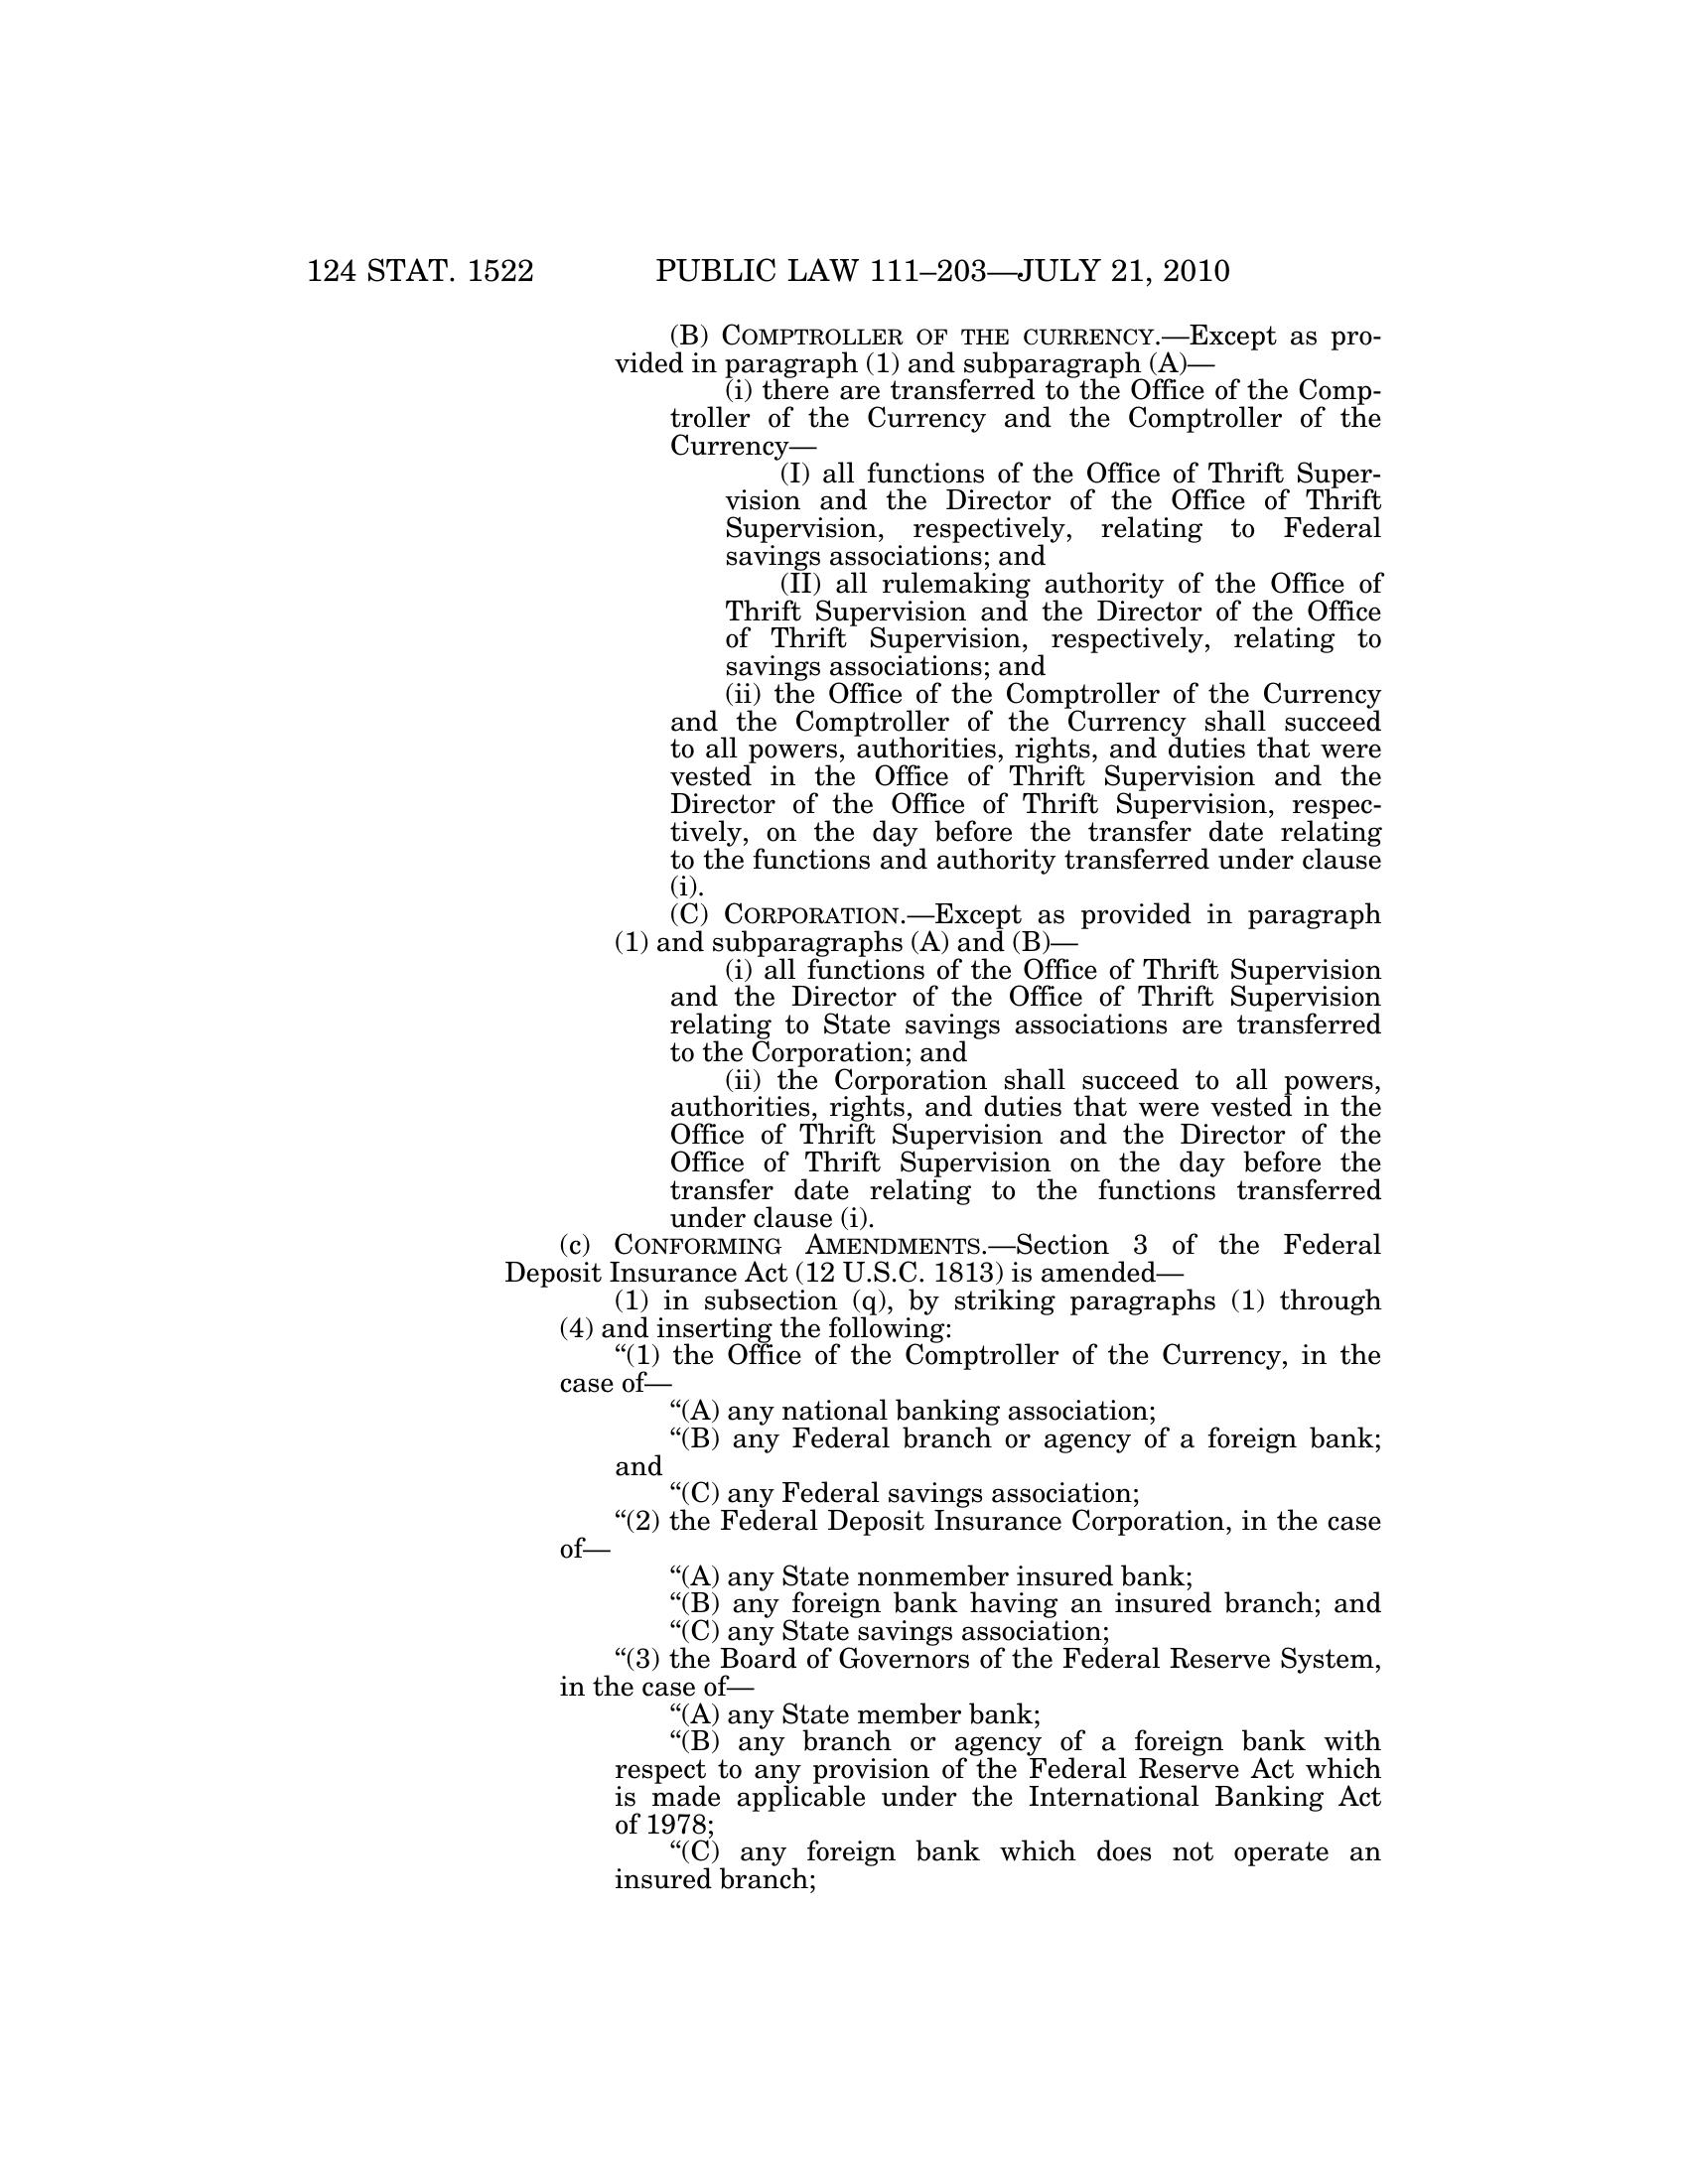 124 STAT. 1522 PUBLIC LAW 111–203—JULY 21, 2010
(B) COMPTROLLER OF THE CURRENCY.—Except as pro-
vided in paragraph (1) and subparagraph (A)—
(i) there are transferred to the Office of the Comp-
troller of the Currency and the Comptroller of the
Currency—
(I) all functions of the Office of Thrift Super-
vision and the Director of the Office of Thrift
Supervision, respectively, relating to Federal
savings associations; and
(II) all rulemaking authority of the Office of
Thrift Supervision and the Director of the Office
of Thrift Supervision, respectively, relating to
savings associations; and
(ii) the Office of the Comptroller of the Currency
and the Comptroller of the Currency shall succeed
to all powers, authorities, rights, and duties that were
vested in the Office of Thrift Supervision and the
Director of the Office of Thrift Supervision, respec-
tively, on the day before the transfer date relating
to the functions and authority transferred under clause
(i).
(C) CORPORATION.—Except as provided in paragraph
(1) and subparagraphs (A) and (B)—
(i) all functions of the Office of Thrift Supervision
and the Director of the Office of Thrift Supervision
relating to State savings associations are transferred
to the Corporation; and
(ii) the Corporation shall succeed to all powers,
authorities, rights, and duties that were vested in the
Office of Thrift Supervision and the Director of the
Office of Thrift Supervision on the day before the
transfer date relating to the functions transferred
under clause (i).
(c) CONFORMING AMENDMENTS.—Section 3 of the Federal
Deposit Insurance Act (12 U.S.C. 1813) is amended—
(1) in subsection (q), by striking paragraphs (1) through
(4) and inserting the following:
“(1) the Office of the Comptroller of the Currency, in the
case of—
“(A) any national banking association;
“(B) any Federal branch or agency of a foreign bank;
and
“(C) any Federal savings association;
“(2) the Federal Deposit Insurance Corporation, in the case
of—
“(A) any State nonmember insured bank;
“(B) any foreign bank having an insured branch; and
“(C) any State savings association;
“(3) the Board of Governors of the Federal Reserve System,
in the case of—
“(A) any State member bank;
“(B) any branch or agency of a foreign bank with
respect to any provision of the Federal Reserve Act which
is made applicable under the International Banking Act
of 1978;
“(C) any foreign bank which does not operate an
insured branch;